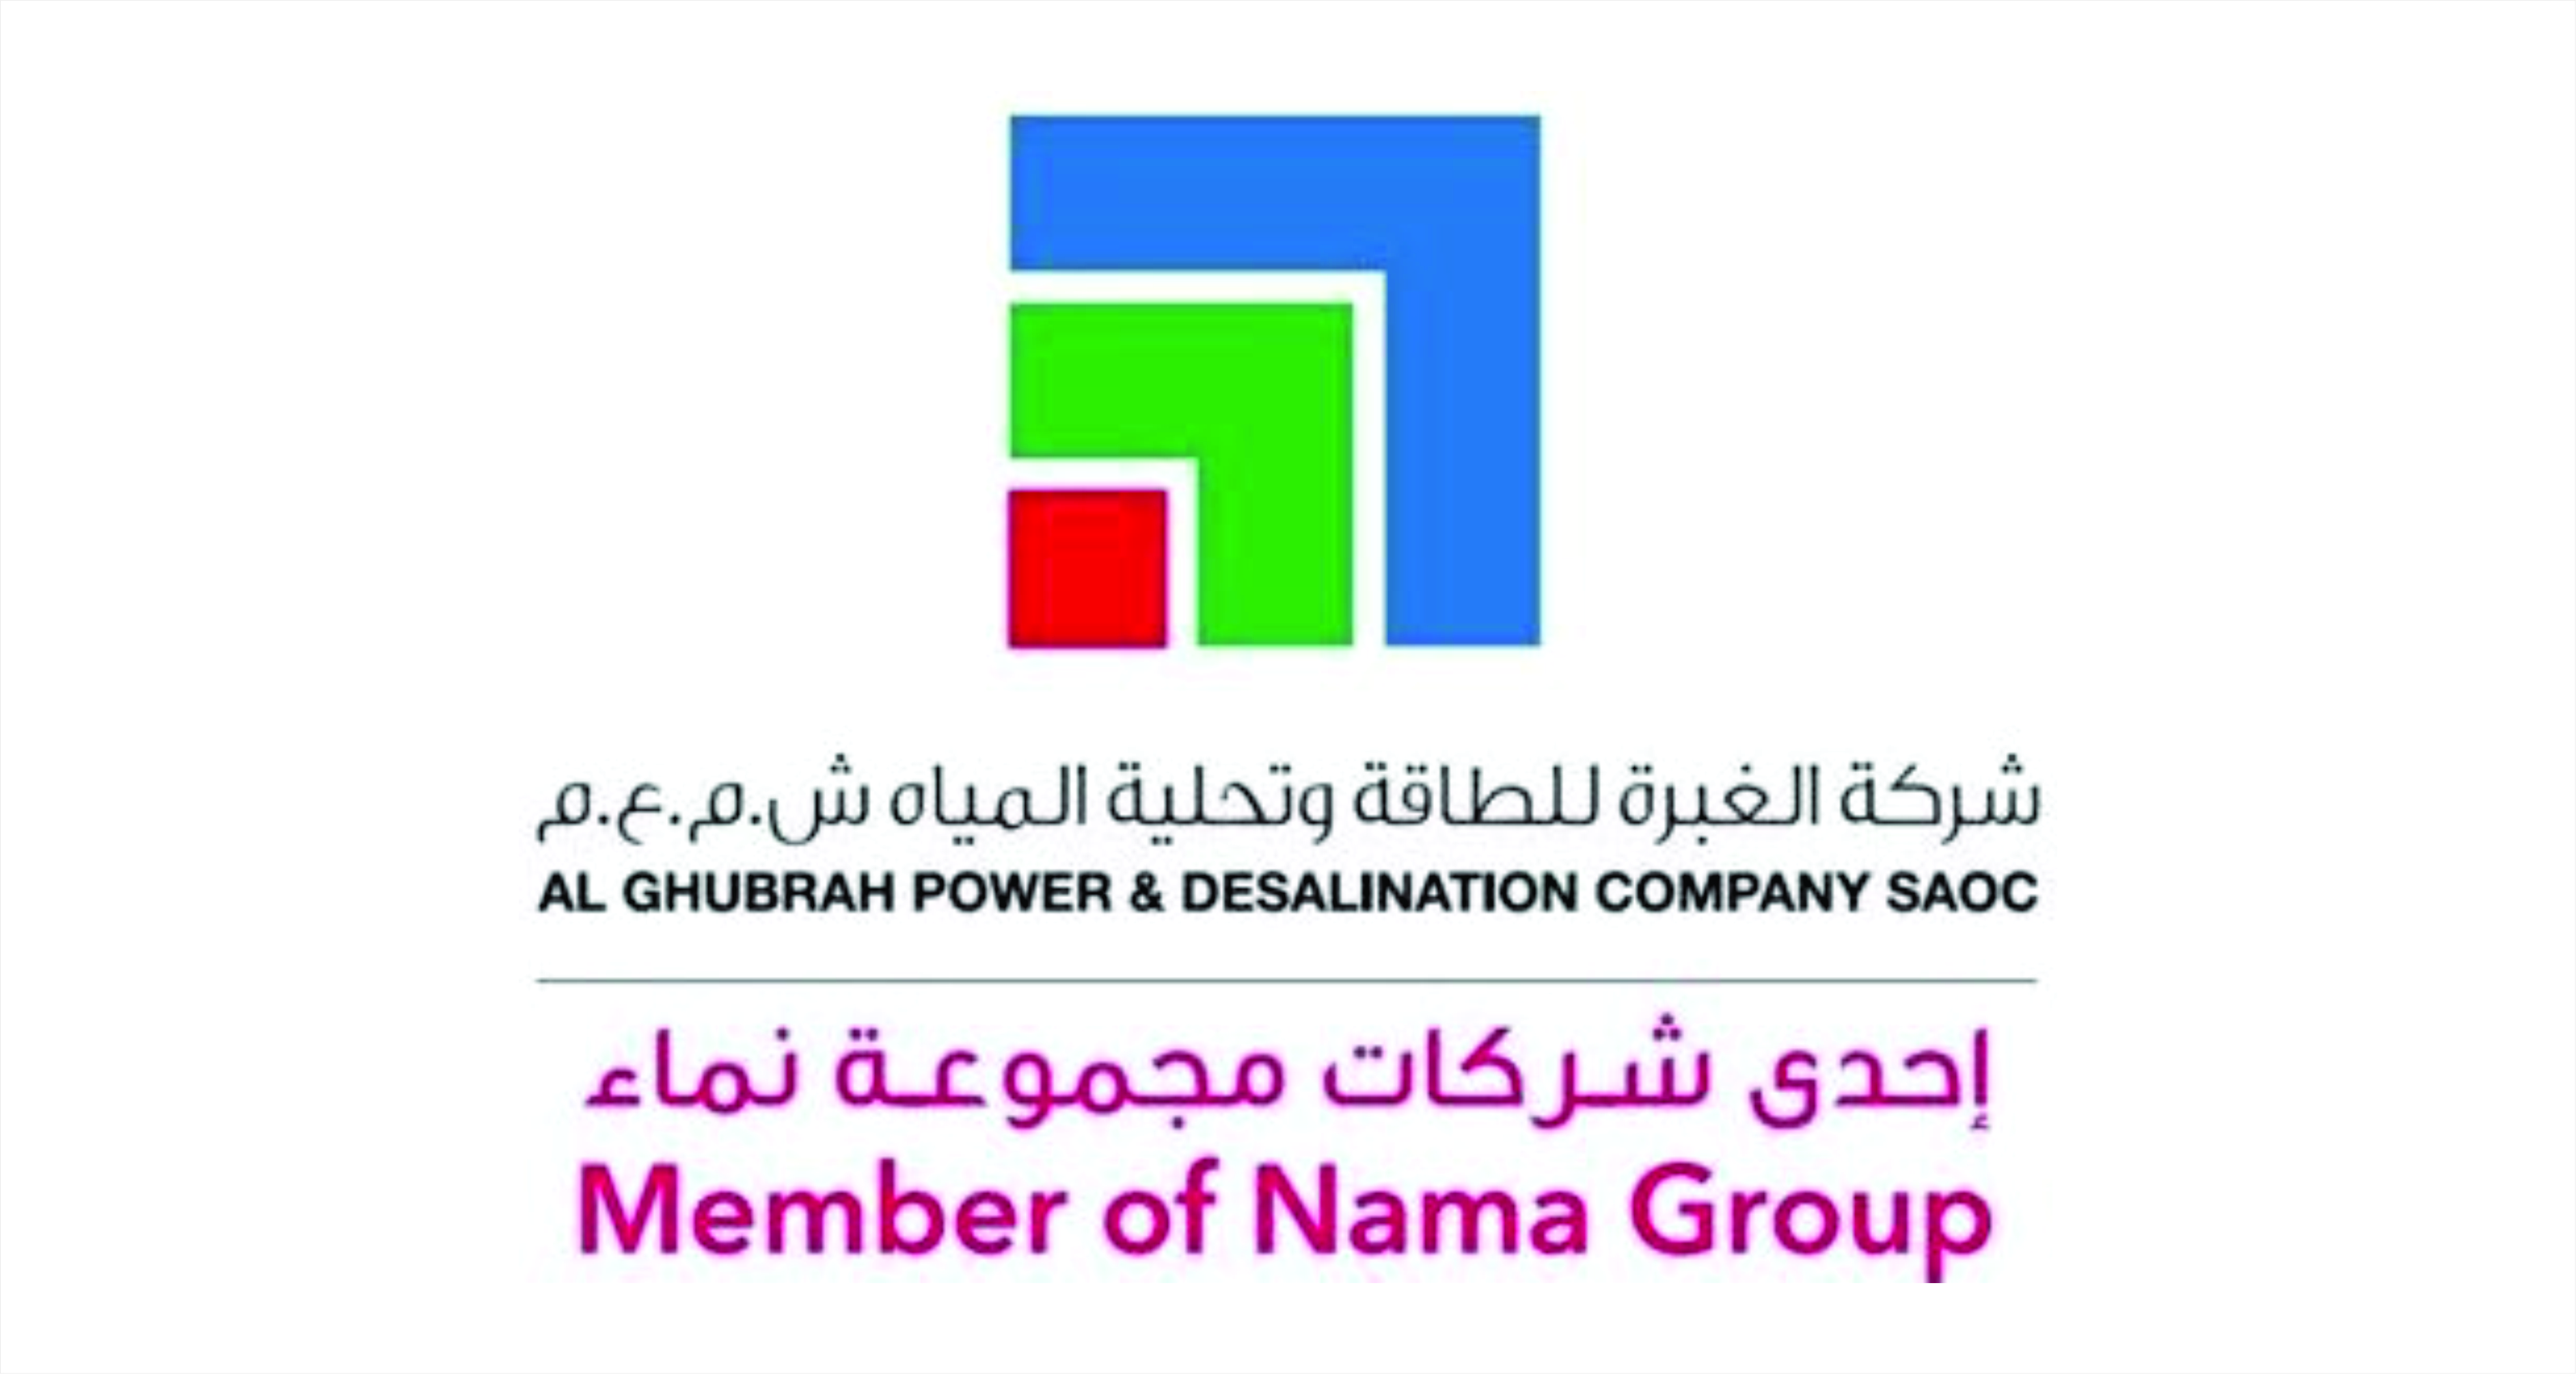 شركة الغبرة للطاقة وتحلية المياه ش.م.ع.م
AL GHUBRAH POWER & DESALINATION COMPANY SAOC
إحدى شركات مجموعة نماء
Member of Nama Group